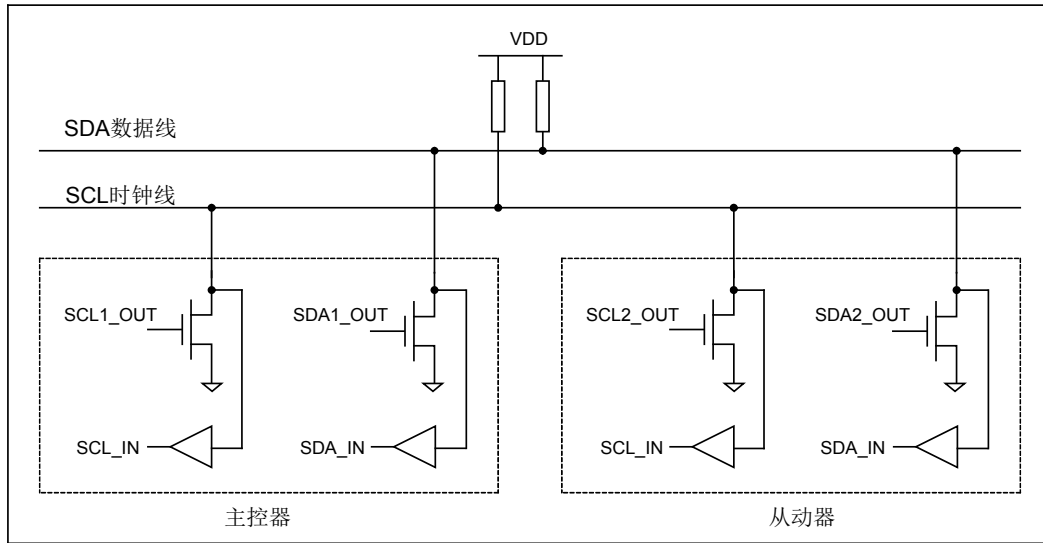 VDD
SDA数据线
SCL时钟线
SCL1_OUT
SDA1_OUT
SCL2_OUT
SDA2_OUT
SCL_IN
SDA_IN
SCL_IN
SDA_IN
主控器
从动器